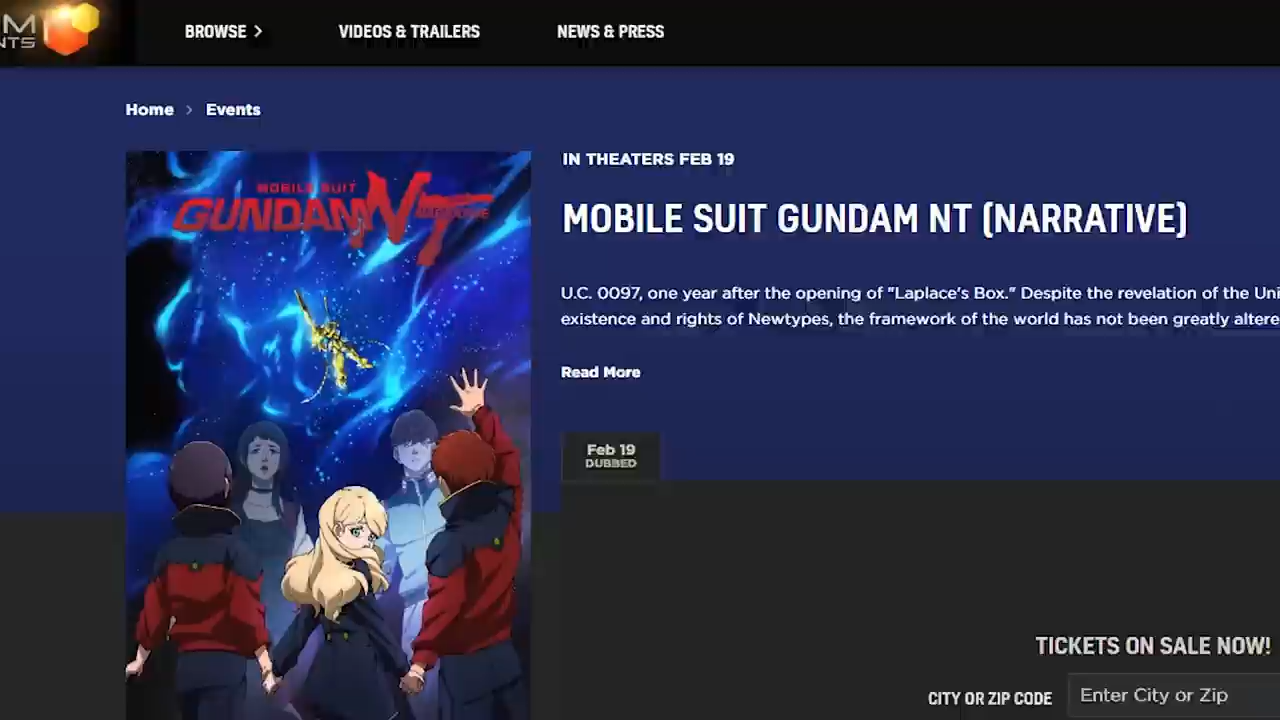 M
NTS
BROWSE
VIDEOS & TRAILERS
NEWS & PRESS
Home > Events
MOBILE SUIT
GUNDAM NT
NARRATIVE
IN THEATERS FEB 19
MOBILE SUIT GUNDAM NT (NARRATIVE)
U.C. 0097, one year after the opening of "Laplace's Box." Despite the revelation of the Uni
existence and rights of Newtypes, the framework of the world has not been greatly altere
Read More
Feb 19
DUBBED
TICKETS ON SALE NOW!
CITY OR ZIP CODE
Enter City or Zip